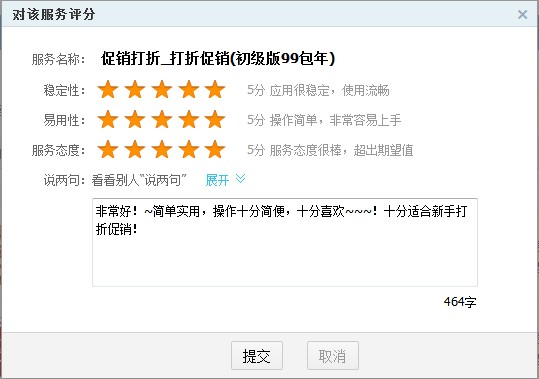 对该服务评分
服务名称： 促销打折_打折促销(初级版99包年)
稳定性： 5分 应用很稳定，使用流畅
易用性： 5分 操作简单，非常容易上手
服务态度： 5分 服务态度很棒，超出期望值
说两句：看看别人“说两句” 展开
非常好！~简单实用，操作十分简便，十分喜欢~~~！十分适合新手打
折促销！
464字
提交 取消